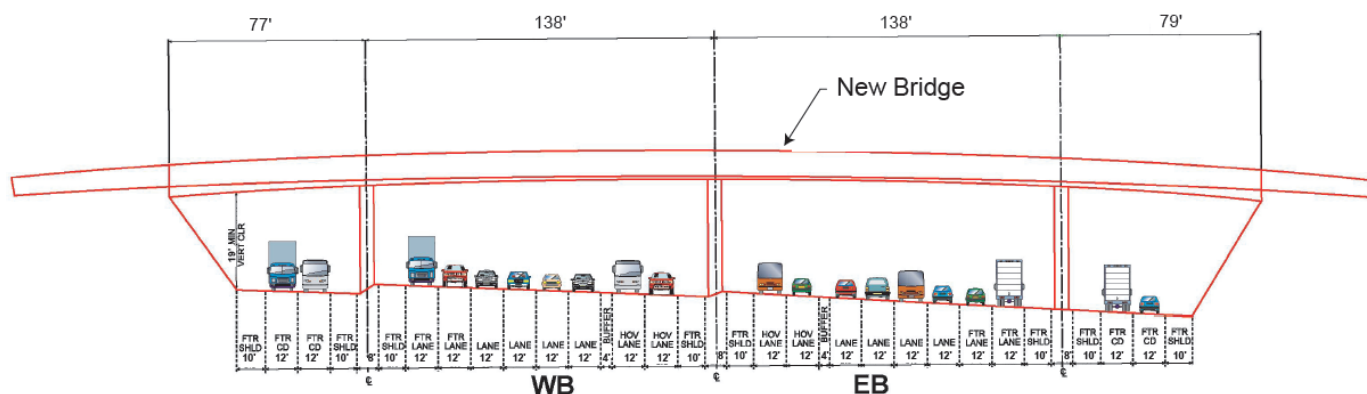 77'
138'
138'
79'
New Bridge
19' MIN
VERT CLR
FTR
SHLD
10'
FTR
CD
12'
FTR
CD
12'
FTR
SHLD
10'
8'
FTR
SHLD
10'
FTR
LANE
12'
FTR
LANE
12'
LANE
12'
LANE
12'
LANE
12'
LANE
12'
BUFFER
4'
HOV
LANE
12'
HOV
LANE
12'
FTR
SHLD
10'
8'
FTR
SHLD
10'
HOV
LANE
12'
HOV
LANE
12'
BUFFER
4'
LANE
12'
LANE
12'
LANE
12'
LANE
12'
FTR
LANE
12'
FTR
LANE
12'
FTR
SHLD
10'
8'
FTR
SHLD
10'
FTR
CD
12'
FTR
CD
12'
FTR
SHLD
10'
℄
℄
℄
WB
EB